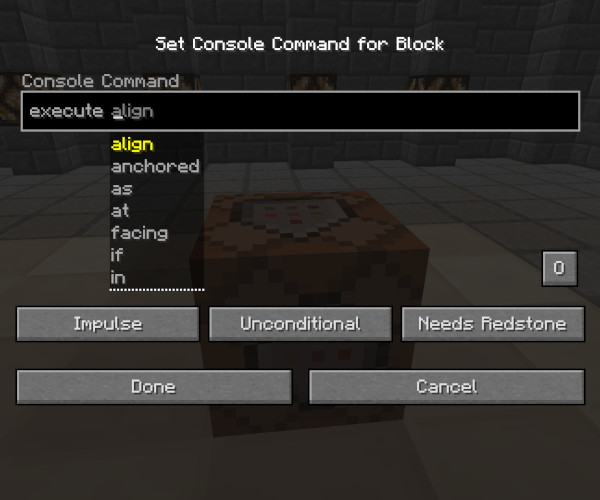 Set Console Command for Block
Console Command
execute align
align
anchored
as
at
facing
if
in
O
Impulse
Unconditional
Needs Redstone
Done
Cancel